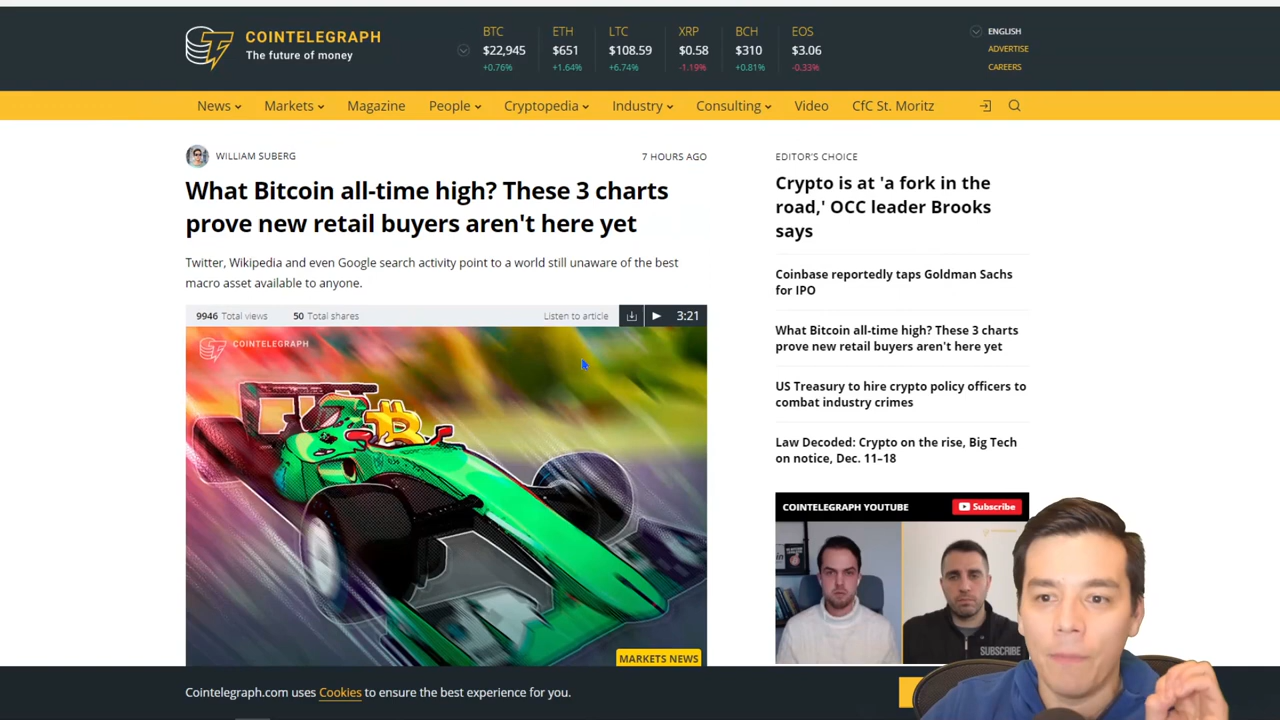 COINTELEGRAPH
The future of money
BTC
$22,945
+0.76%
ETH
$651
+1.64%
LTC
$108.59
+6.74%
XRP
$0.58
-1.19%
BCH
$310
+0.81%
EOS
$3.06
-0.33%
ENGLISH
ADVERTISE
CAREERS
News Markets Magazine People Cryptopedia Industry Consulting Video CfC St. Moritz
WILLIAM SUBERG
7 HOURS AGO
What Bitcoin all-time high? These 3 charts
prove new retail buyers aren't here yet
Twitter, Wikipedia and even Google search activity point to a world still unaware of the best
macro asset available to anyone.
9946 Total views 50 Total shares Listen to article 3:21
COINTELEGRAPH
MARKETS NEWS
EDITOR'S CHOICE
Crypto is at 'a fork in the
road,' OCC leader Brooks
says
Coinbase reportedly taps Goldman Sachs
for IPO
What Bitcoin all-time high? These 3 charts
prove new retail buyers aren't here yet
US Treasury to hire crypto policy officers to
combat industry crimes
Law Decoded: Crypto on the rise, Big Tech
on notice, Dec. 11–18
COINTELEGRAPH YOUTUBE
Subscribe
SUBSCRIBE
Cointelegraph.com uses Cookies to ensure the best experience for you.